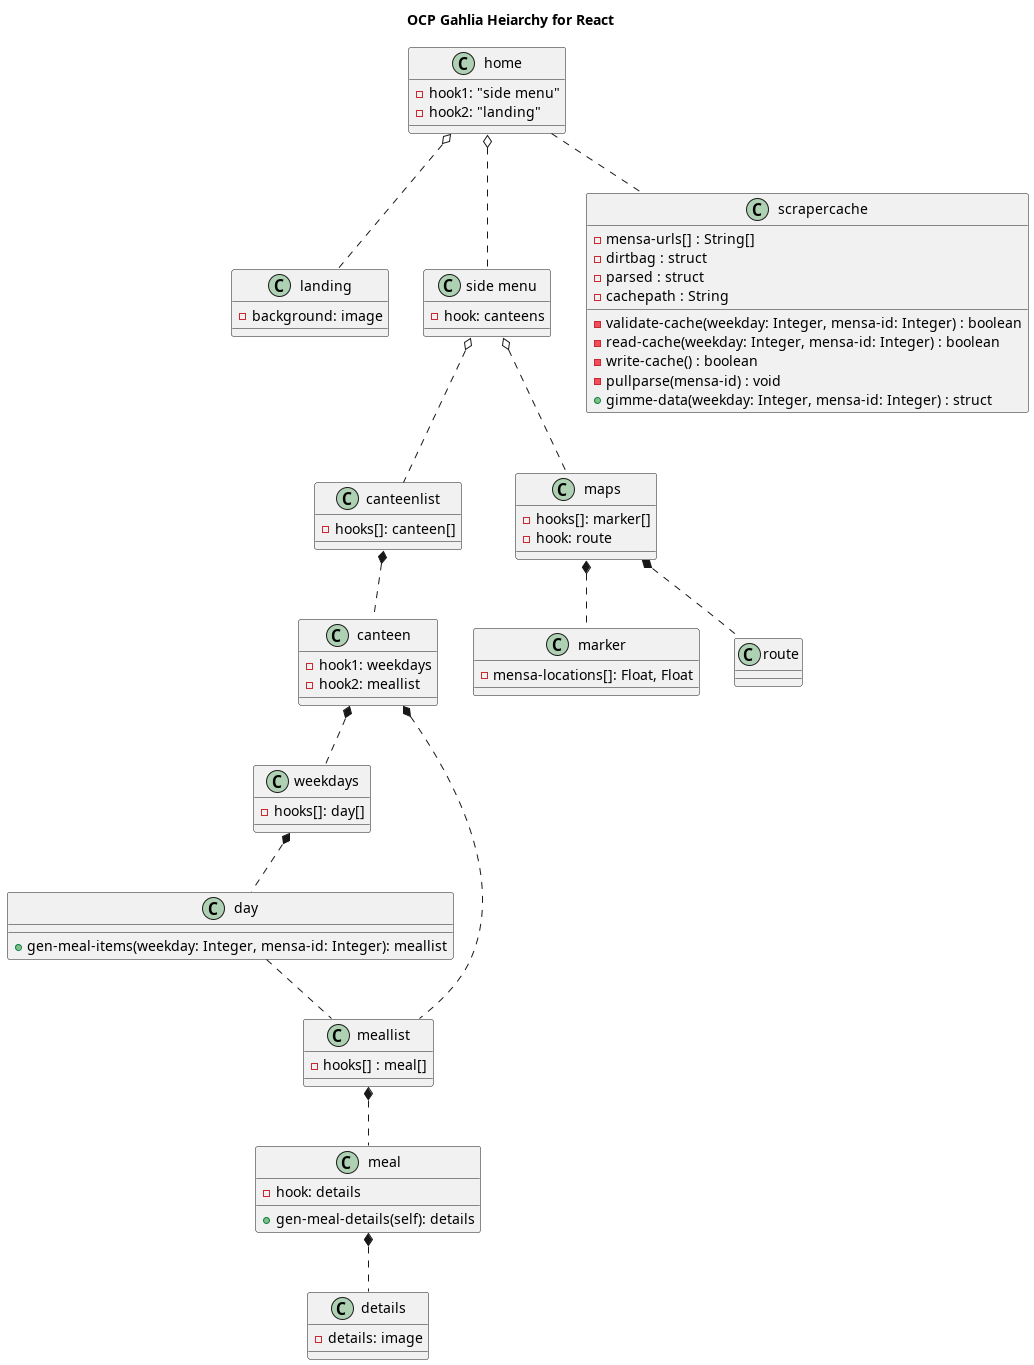 OCP Gahlia Heiarchy for React
C home
hook1: "side menu"
hook2: "landing"
C landing
background: image
C side menu
hook: canteens
C scrapercache
mensa-urls[] : String[]
dirtbag : struct
parsed : struct
cachepath : String
validate-cache(weekday: Integer, mensa-id: Integer) : boolean
read-cache(weekday: Integer, mensa-id: Integer) : boolean
write-cache() : boolean
pullparse(mensa-id) : void
gimme-data(weekday: Integer, mensa-id: Integer) : struct
C canteenlist
hooks[]: canteen[]
C maps
hooks[]: marker[]
hook: route
C canteen
hook1: weekdays
hook2: meallist
C marker
mensa-locations[]: Float, Float
C route
C weekdays
hooks[]: day[]
C day
gen-meal-items(weekday: Integer, mensa-id: Integer): meallist
C meallist
hooks[] : meal[]
C meal
hook: details
gen-meal-details(self): details
C details
details: image